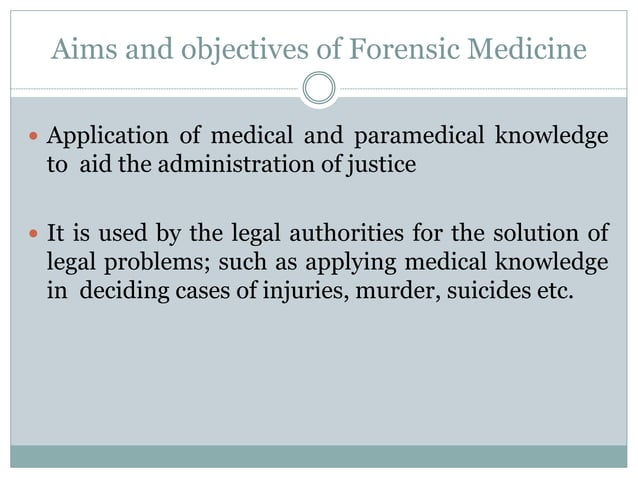 Aims and objectives of Forensic Medicine
• Application of medical and paramedical knowledge
to aid the administration of justice
• It is used by the legal authorities for the solution of
legal problems; such as applying medical knowledge
in deciding cases of injuries, murder, suicides etc.